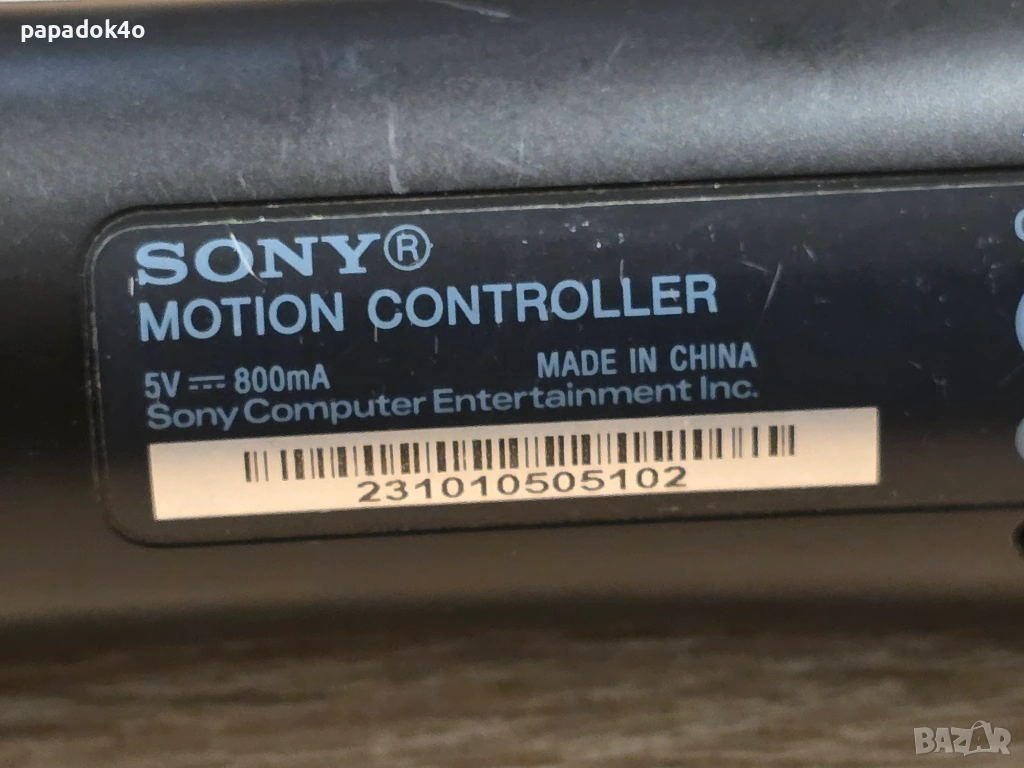 papadok4o
SONY®
MOTION CONTROLLER
5V ⎓ 800mA MADE IN CHINA
Sony Computer Entertainment Inc.
231010505102
BAZAR